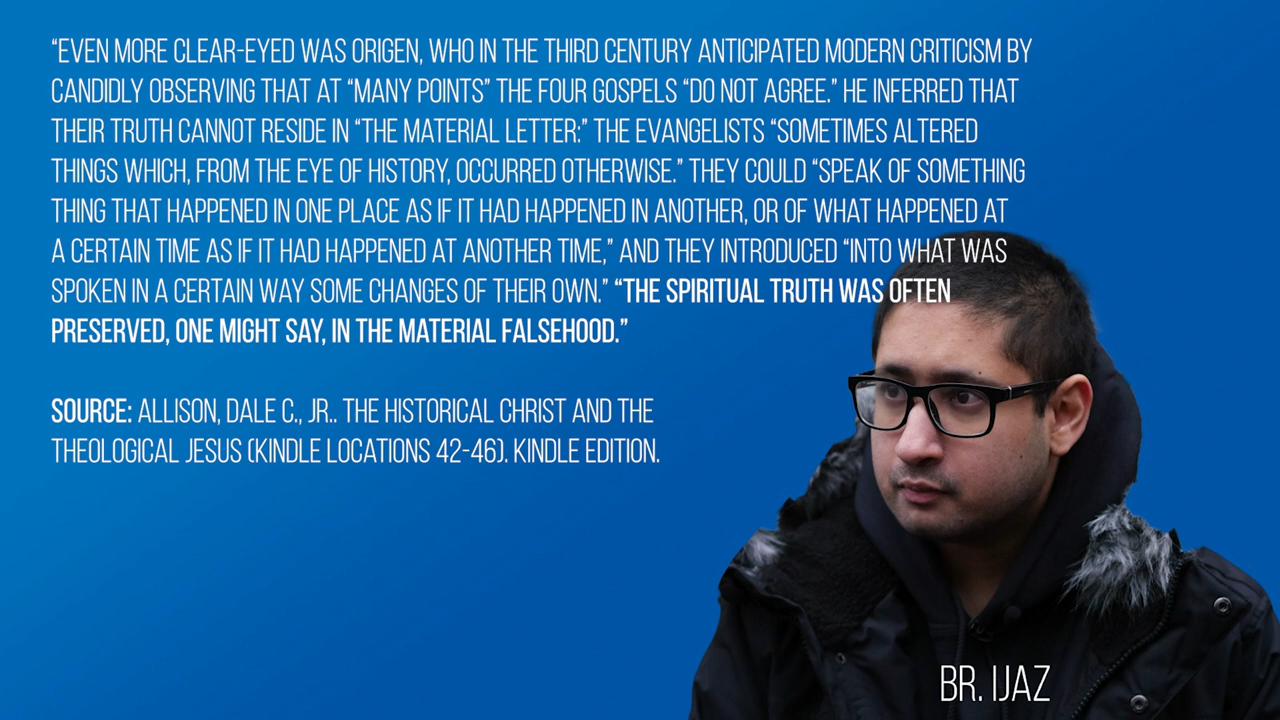 “EVEN MORE CLEAR-EYED WAS ORIGEN, WHO IN THE THIRD CENTURY ANTICIPATED MODERN CRITICISM BY
CANDIDLY OBSERVING THAT AT “MANY POINTS” THE FOUR GOSPELS “DO NOT AGREE.” HE INFERRED THAT
THEIR TRUTH CANNOT RESIDE IN “THE MATERIAL LETTER:” THE EVANGELISTS “SOMETIMES ALTERED
THINGS WHICH, FROM THE EYE OF HISTORY, OCCURRED OTHERWISE.” THEY COULD “SPEAK OF SOMETHING
THING THAT HAPPENED IN ONE PLACE AS IF IT HAD HAPPENED IN ANOTHER, OR OF WHAT HAPPENED AT
A CERTAIN TIME AS IF IT HAD HAPPENED AT ANOTHER TIME,” AND THEY INTRODUCED “INTO WHAT WAS
SPOKEN IN A CERTAIN WAY SOME CHANGES OF THEIR OWN.” “THE SPIRITUAL TRUTH WAS OFTEN
PRESERVED, ONE MIGHT SAY, IN THE MATERIAL FALSEHOOD.”
SOURCE: ALLISON, DALE C., JR.. THE HISTORICAL CHRIST AND THE
THEOLOGICAL JESUS (KINDLE LOCATIONS 42-46). KINDLE EDITION.
BR. IJAZ